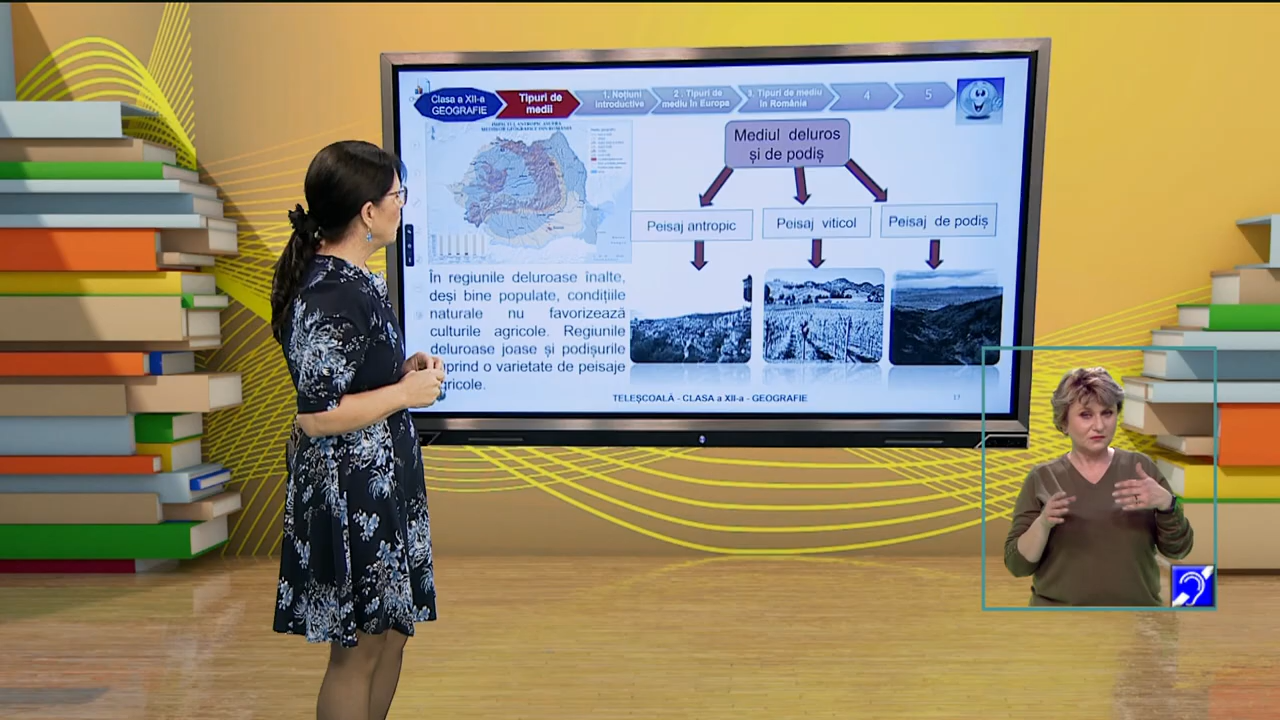 Clasa a XII-a
GEOGRAFIE
Tipuri de
medii
1. Noțiuni
introductive
2. Tipuri de
mediu în Europa
3. Tipuri de mediu
în România
4
5
Mediul deluros
și de podiș
Peisaj antropic
Peisaj viticol
Peisaj de podiș
În regiunile deluroase înalte,
deși bine populate, condițiile
naturale nu favorizează
culturile agricole. Regiunile
deluroase joase și podișurile
prind o varietate de peisaje
gricole.
TELEȘCOALĂ - CLASA a XII-a - GEOGRAFIE
17